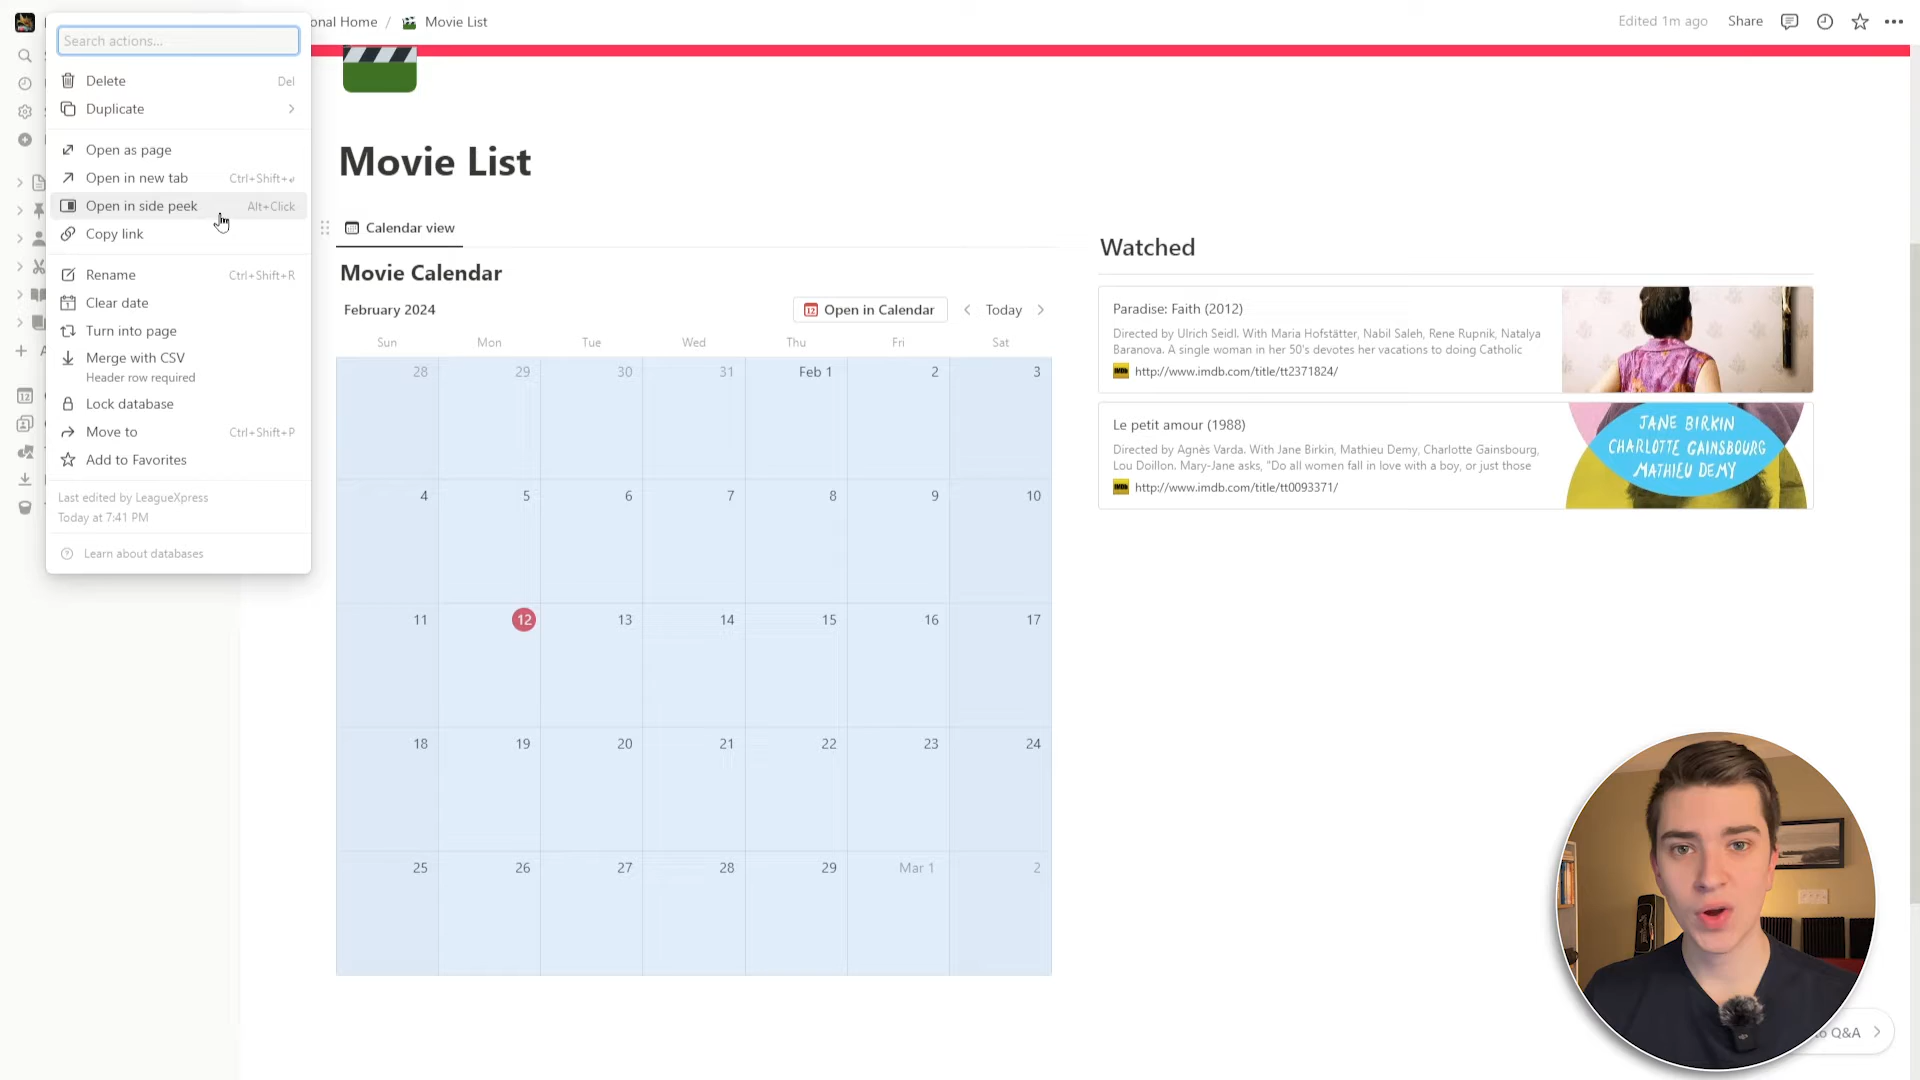 onal Home / Movie List
Edited 1m ago Share
Search actions...
Delete Del
Duplicate
Open as page
Open in new tab Ctrl+Shift+↲
Open in side peek Alt+Click
Copy link
Rename Ctrl+Shift+R
Clear date
Turn into page
Merge with CSV
Header row required
Lock database
Move to Ctrl+Shift+P
Add to Favorites
Last edited by LeagueXpress
Today at 7:41 PM
Learn about databases
Movie List
Calendar view
Movie Calendar
February 2024 Open in Calendar Today
Sun Mon Tue Wed Thu Fri Sat
28 29 30 31 Feb 1 2 3
4 5 6 7 8 9 10
11 12 13 14 15 16 17
18 19 20 21 22 23 24
25 26 27 28 29 Mar 1 2
Watched
Paradise: Faith (2012)
Directed by Ulrich Seidl. With Maria Hofstätter, Nabil Saleh, Rene Rupnik, Natalya
Baranova. A single woman in her 50's devotes her vacations to doing Catholic
http://www.imdb.com/title/tt2371824/
Le petit amour (1988)
Directed by Agnès Varda. With Jane Birkin, Mathieu Demy, Charlotte Gainsbourg,
Lou Doillon. Mary-Jane asks, "Do all women fall in love with a boy, or just those
http://www.imdb.com/title/tt0093371/
JANE BIRKIN
CHARLOTTE GAINSBOURG
MATHIEU DEMY
12
to Q&A